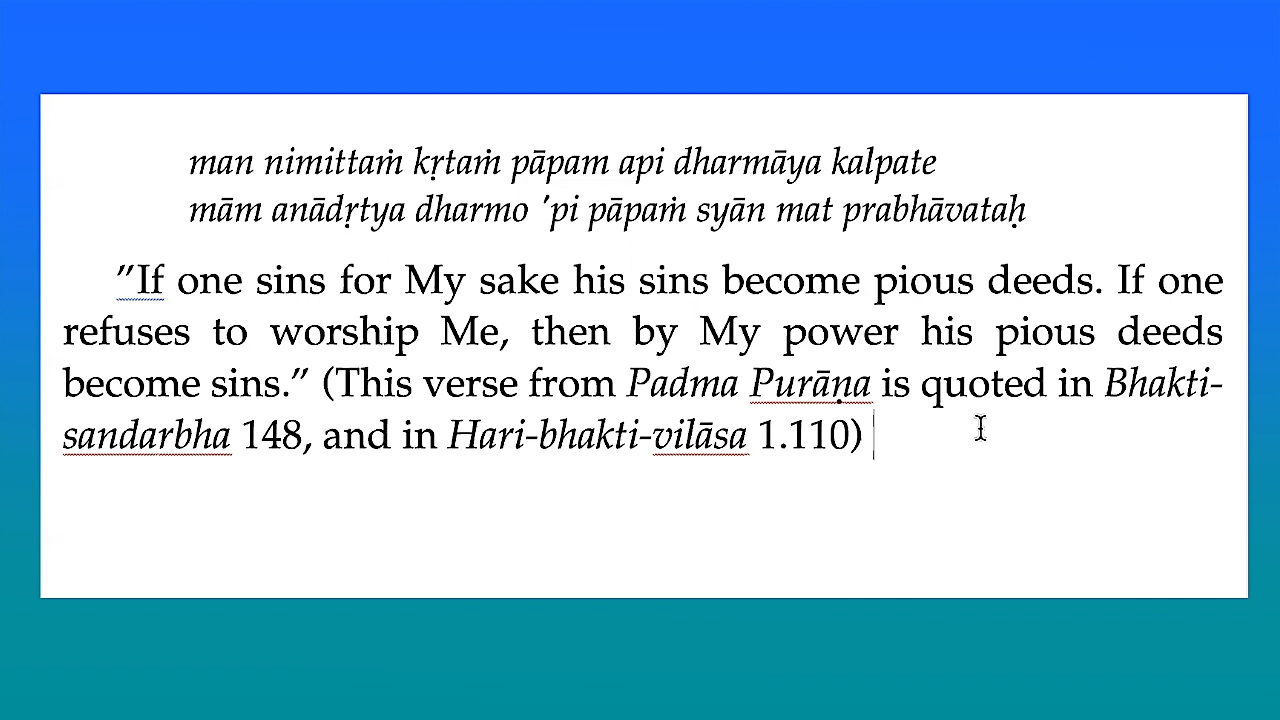 man nimittaṁ kṛtaṁ pāpam api dharmāya kalpate
mām anādṛtya dharmo ’pi pāpaṁ syān mat prabhāvataḥ
”If one sins for My sake his sins become pious deeds. If one
refuses to worship Me, then by My power his pious deeds
become sins.” (This verse from Padma Purāṇa is quoted in Bhakti-
sandarbha 148, and in Hari-bhakti-vilāsa 1.110)